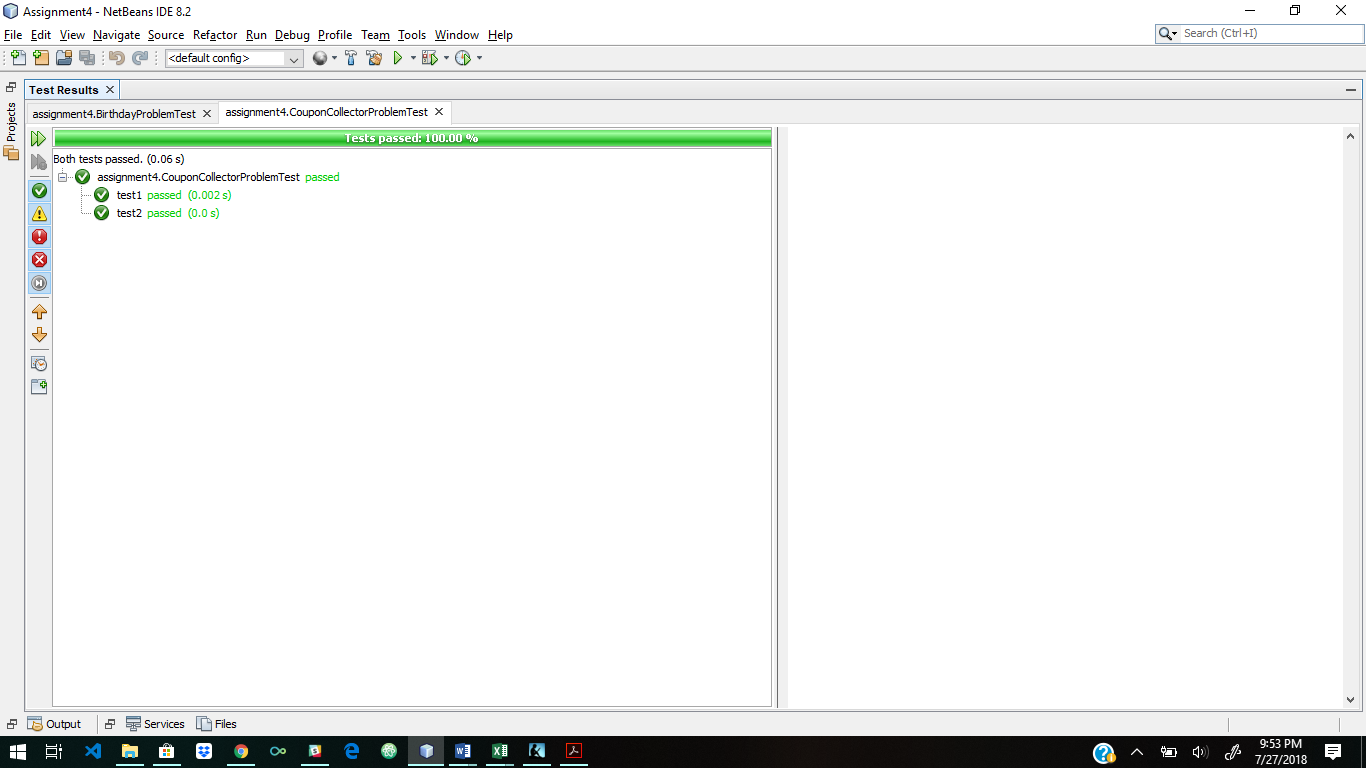 Assignment4 - NetBeans IDE 8.2
File Edit View Navigate Source Refactor Run Debug Profile Team Tools Window Help
Search (Ctrl+I)
<default config>
Test Results
Projects
assignment4.BirthdayProblemTest
assignment4.CouponCollectorProblemTest
Tests passed: 100.00 %
Both tests passed. (0.06 s)
assignment4.CouponCollectorProblemTest passed
test1 passed (0.002 s)
test2 passed (0.0 s)
Output
Services
Files
9:53 PM
7/27/2018